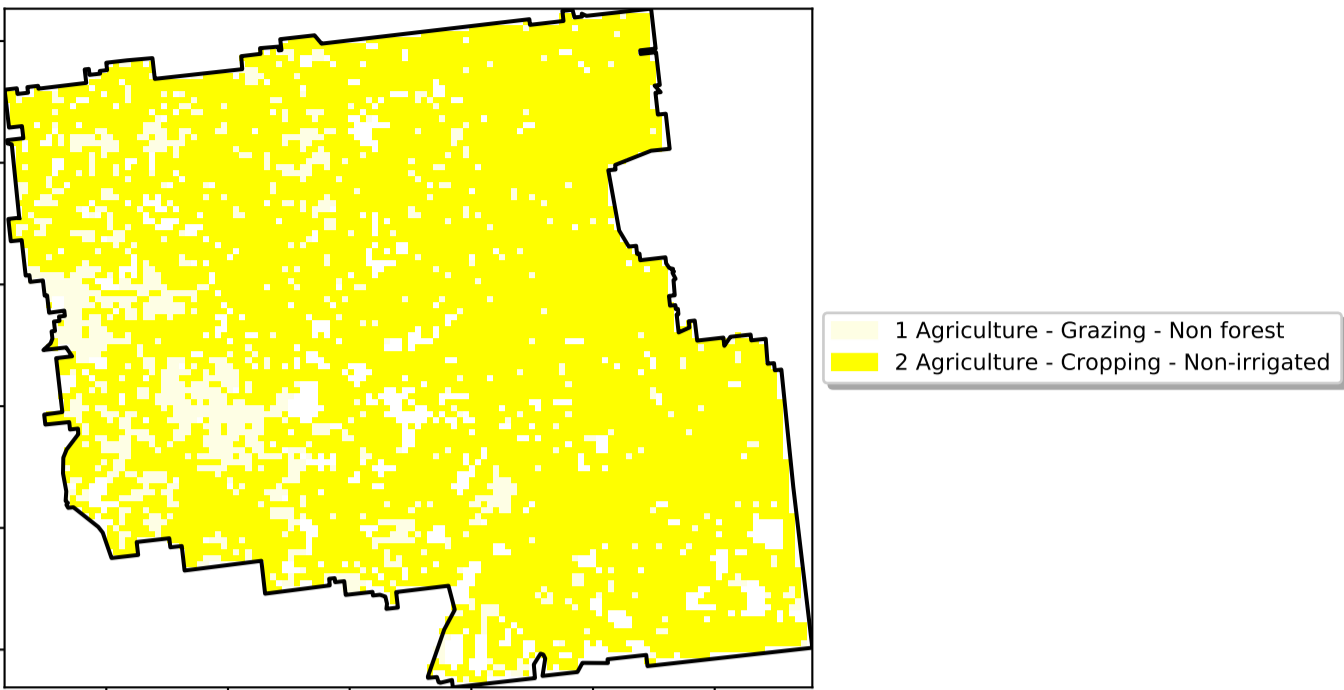 1 Agriculture - Grazing - Non forest
2 Agriculture - Cropping - Non-irrigated